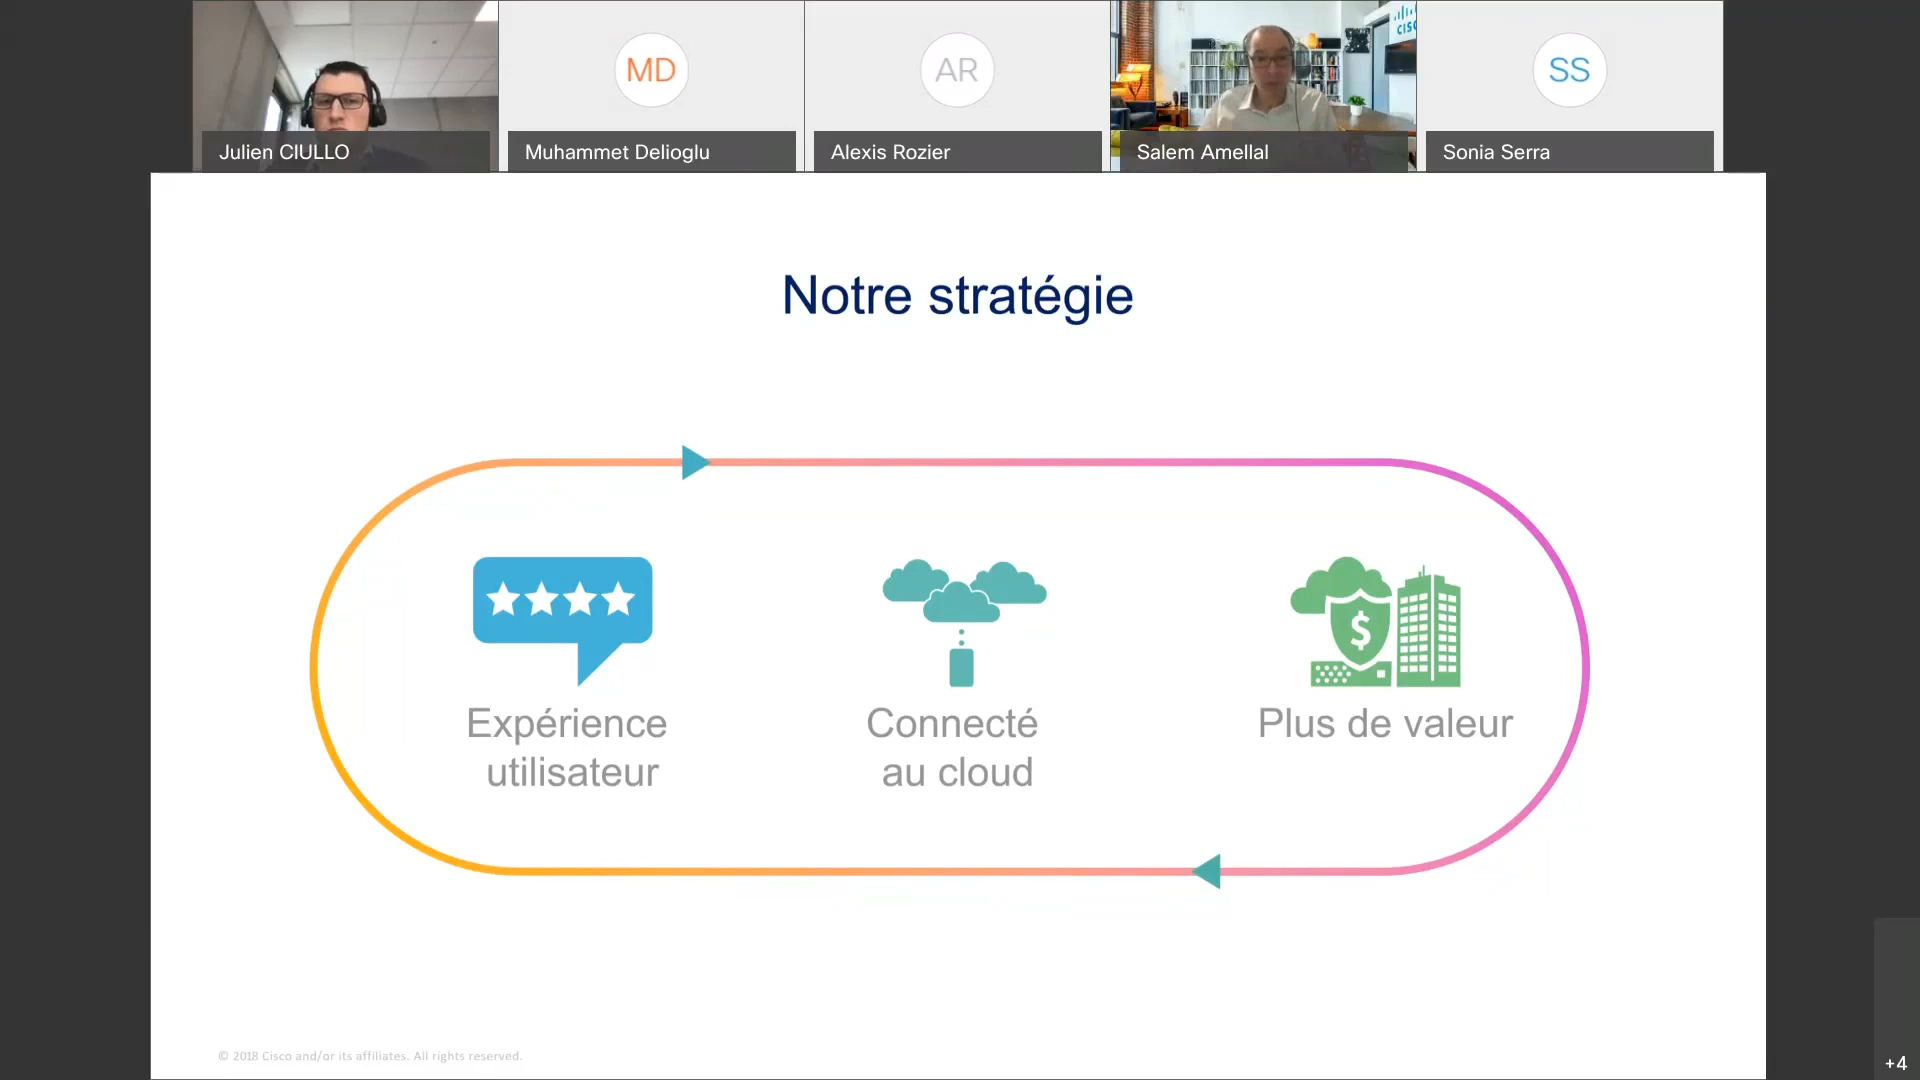 MD
AR
cisc
SS
Julien CIULLO
Muhammet Delioglu
Alexis Rozier
Salem Amellal
Sonia Serra
Notre stratégie
$
Expérience
utilisateur
Connecté
au cloud
Plus de valeur
© 2018 Cisco and/or its affiliates. All rights reserved.
+4